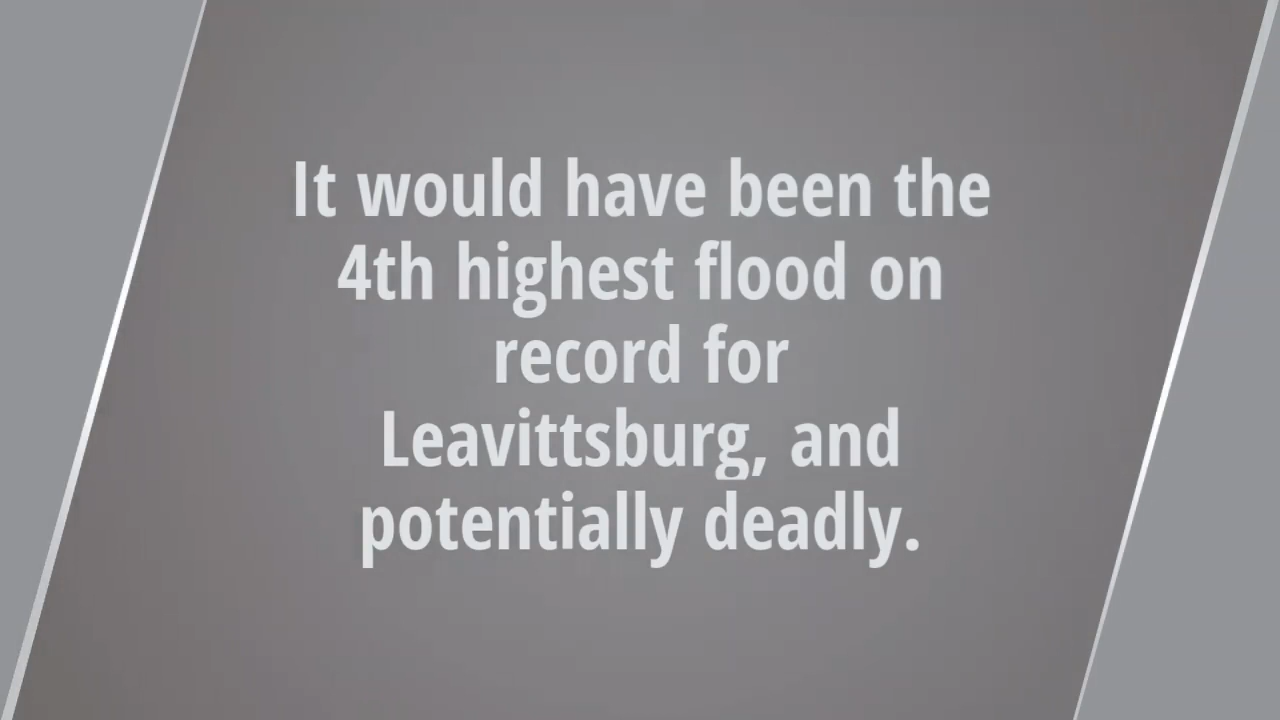 It would have been the
4th highest flood on
record for
Leavittsburg, and
potentially deadly.